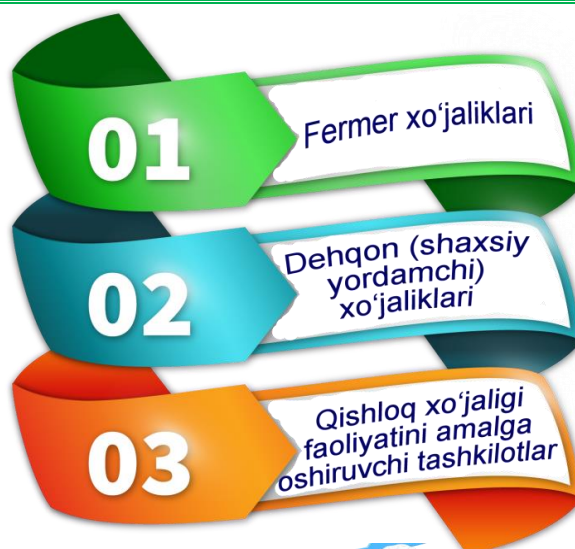 01
Fermer xo‘jaliklari
02
Dehqon (shaxsiy
yordamchi)
xo‘jaliklari
03
Qishloq xo‘jaligi
faoliyatini amalga
oshiruvchi tashkilotlar